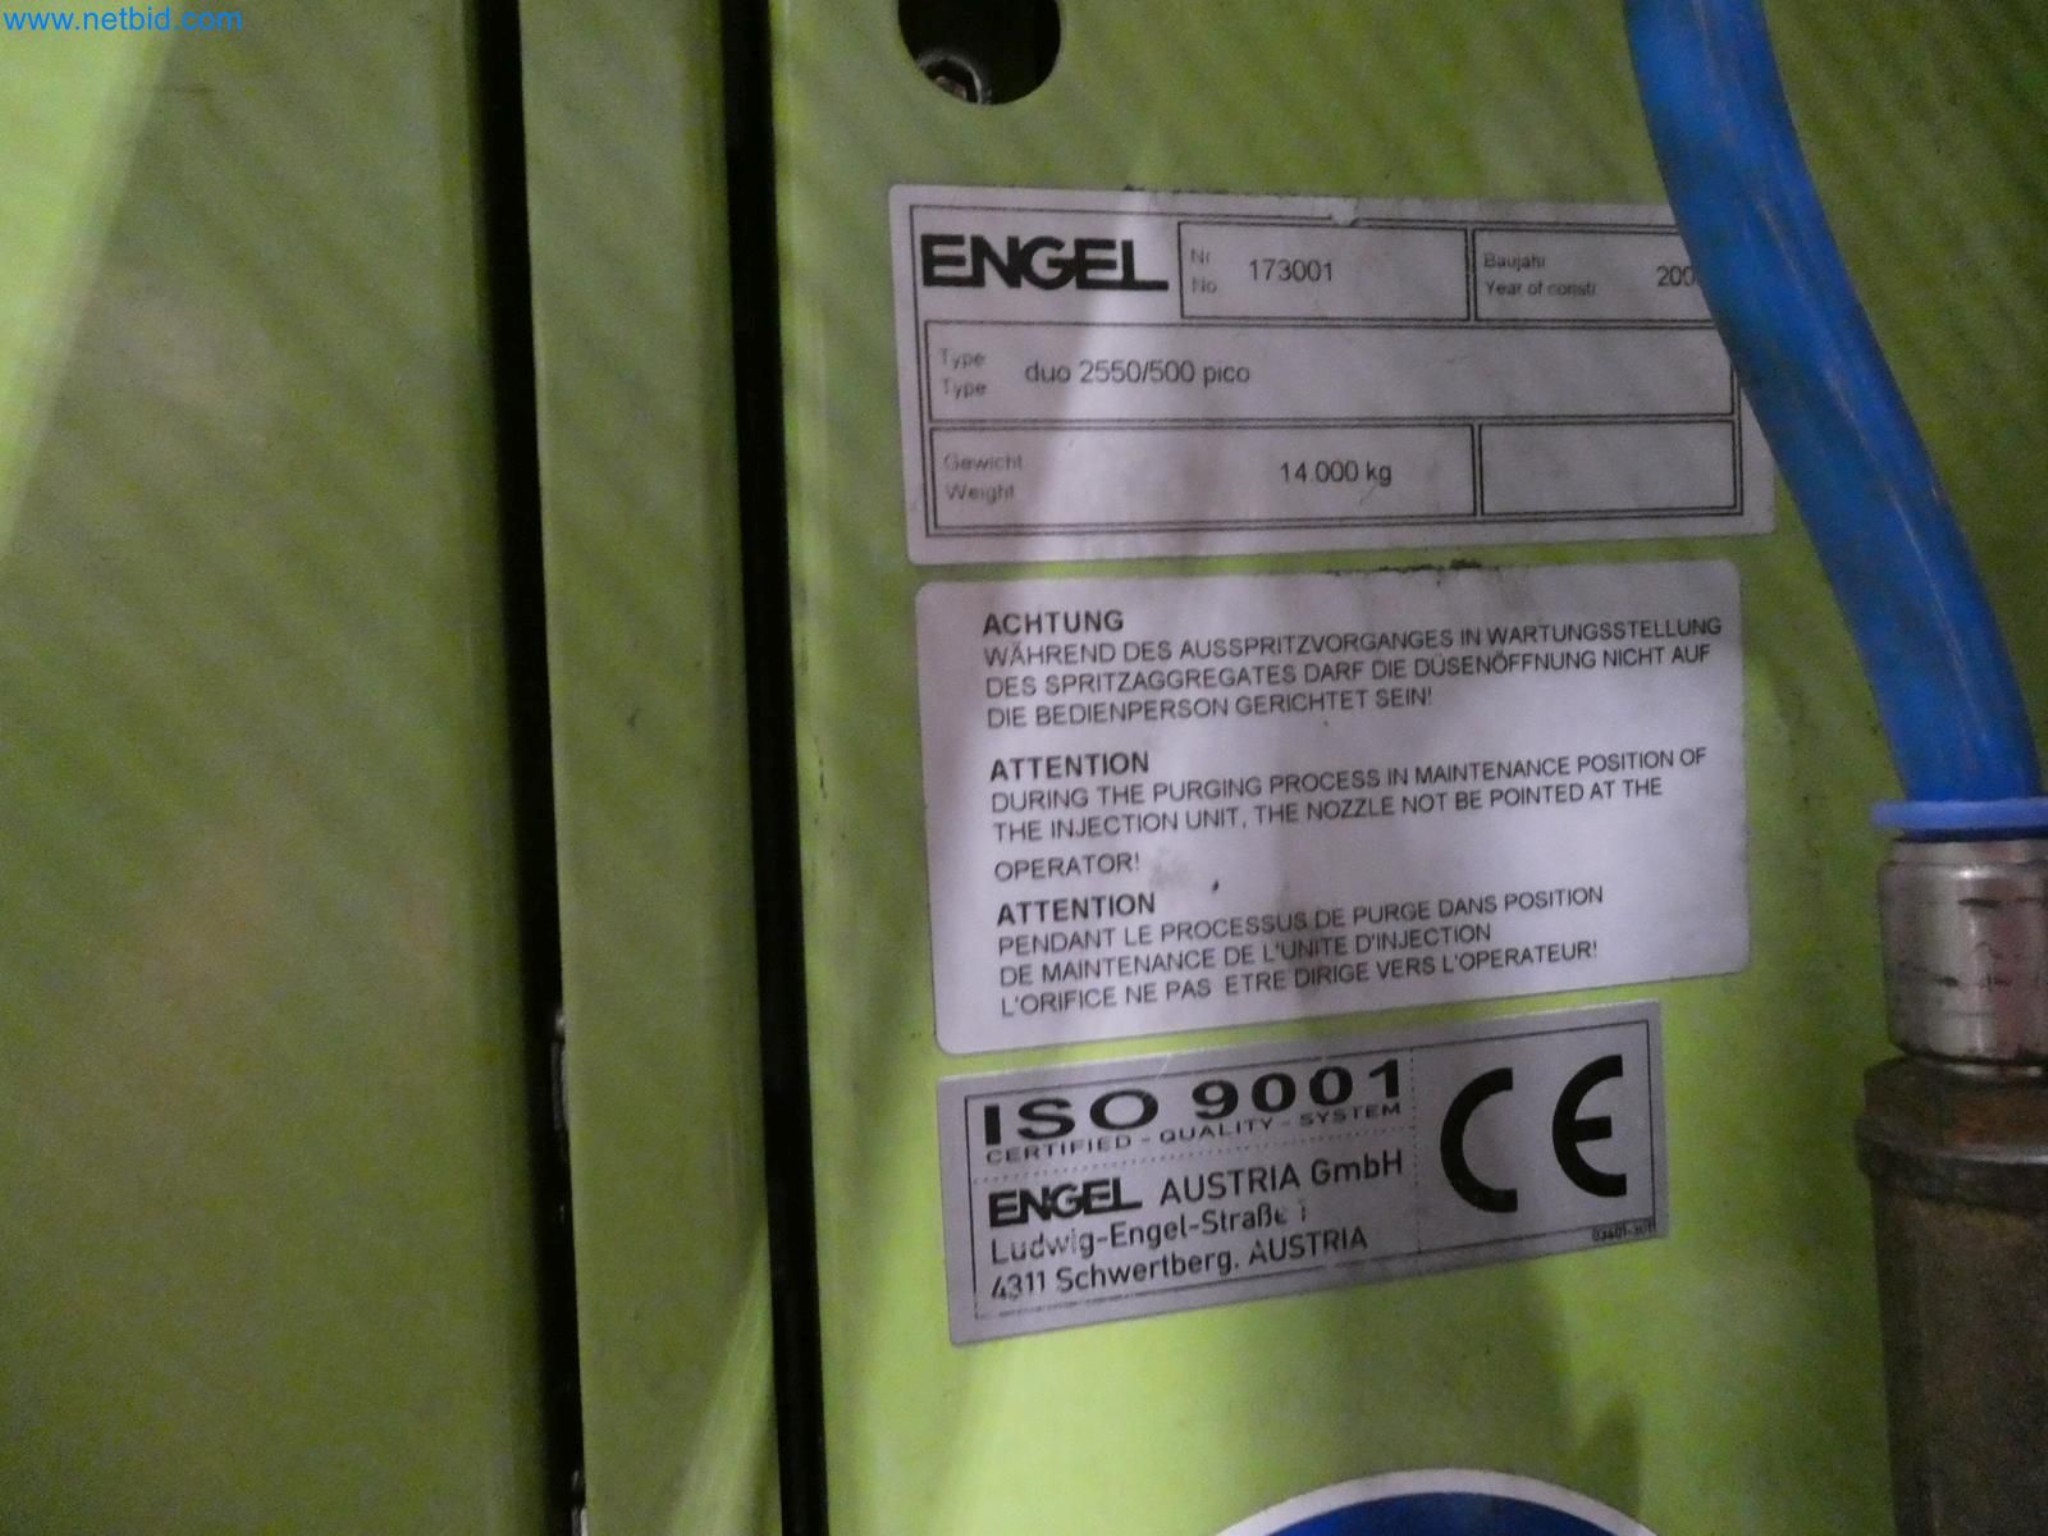 www.netbid.com
ENGEL
Nr
No
173001
Baujahr
Year of constr
200
Type
Type
duo 2550/500 pico
Gewicht
Weight
14.000 kg
ACHTUNG
WÄHREND DES AUSSPRITZVORGANGES IN WARTUNGSSTELLUNG
DES SPRITZAGGREGATES DARF DIE DÜSENÖFFNUNG NICHT AUF
DIE BEDIENPERSON GERICHTET SEIN!
ATTENTION
DURING THE PURGING PROCESS IN MAINTENANCE POSITION OF
THE INJECTION UNIT, THE NOZZLE NOT BE POINTED AT THE
OPERATOR!
ATTENTION
PENDANT LE PROCESSUS DE PURGE DANS POSITION
DE MAINTENANCE DE L'UNITE D'INJECTION
L'ORIFICE NE PAS ETRE DIRIGE VERS L'OPERATEUR!
ISO 9001
CERTIFIED - QUALITY - SYSTEM
ENGEL AUSTRIA GmbH
Ludwig-Engel-Straße 1
4311 Schwertberg, AUSTRIA
CE